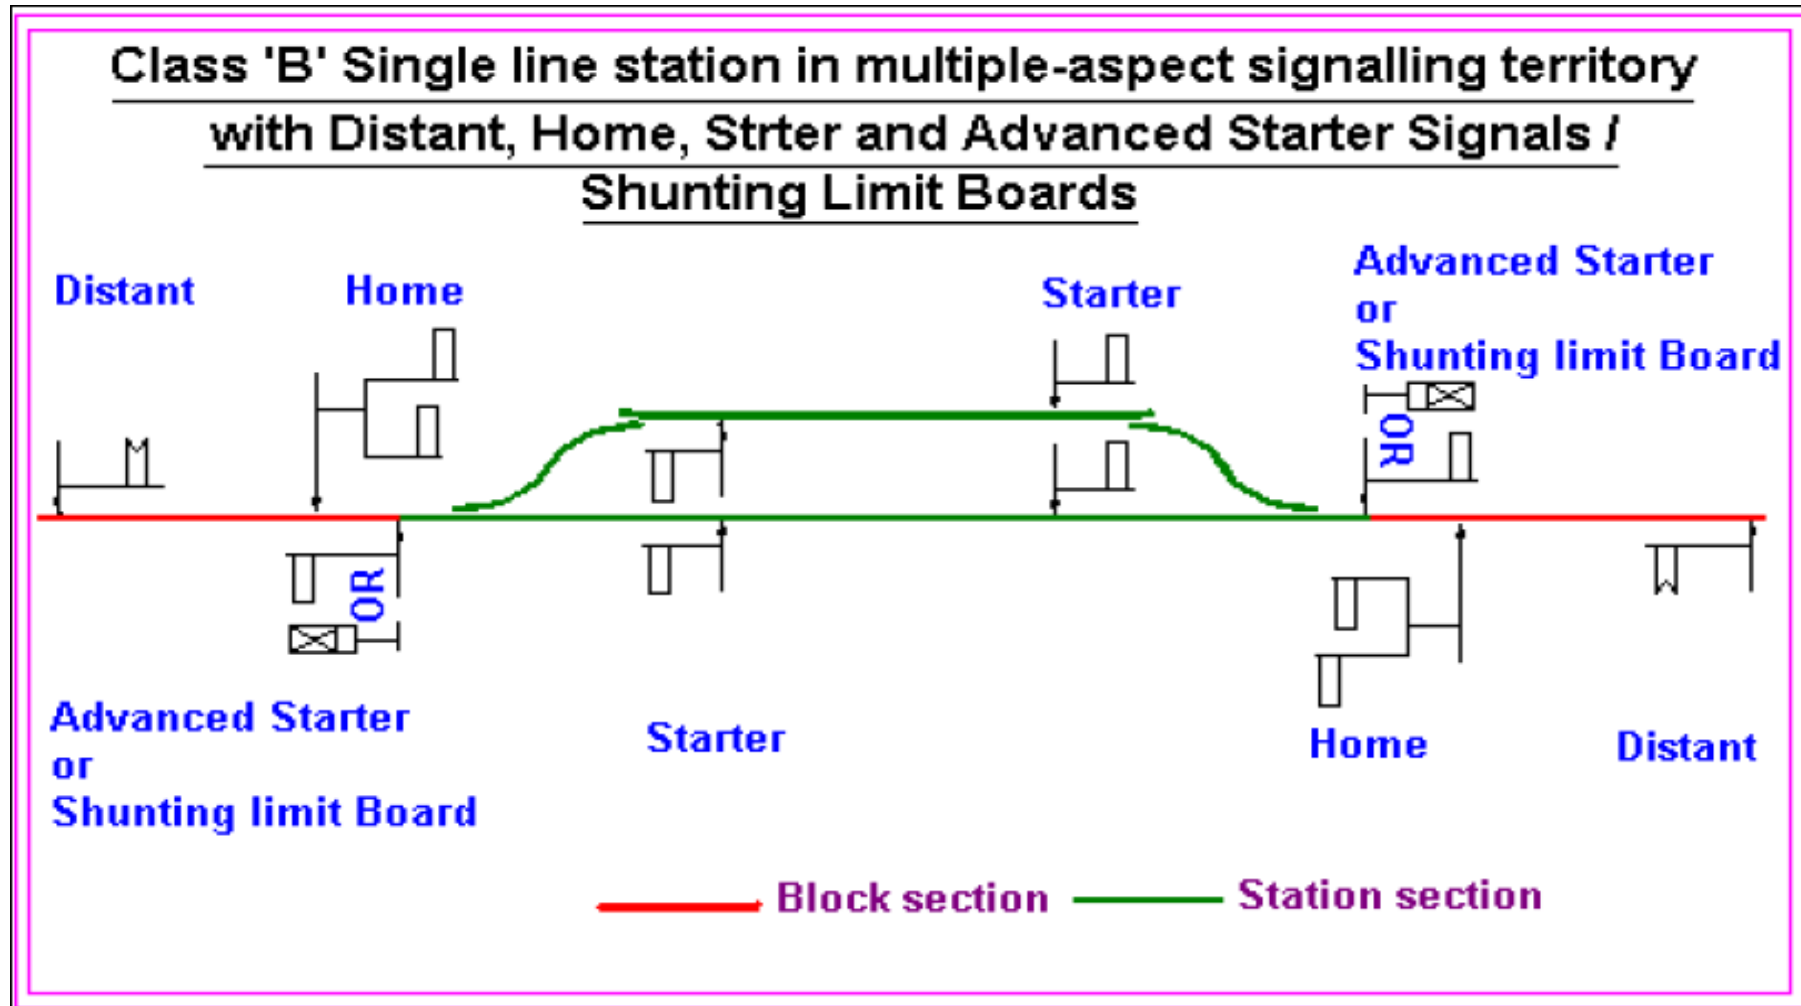 Class 'B' Single line station in multiple-aspect signalling territory
with Distant, Home, Strter and Advanced Starter Signals /
Shunting Limit Boards
Distant
Home
Starter
Advanced Starter
or
Shunting limit Board
OR
OR
Advanced Starter
or
Shunting limit Board
Starter
Home
Distant
Block section
Station section